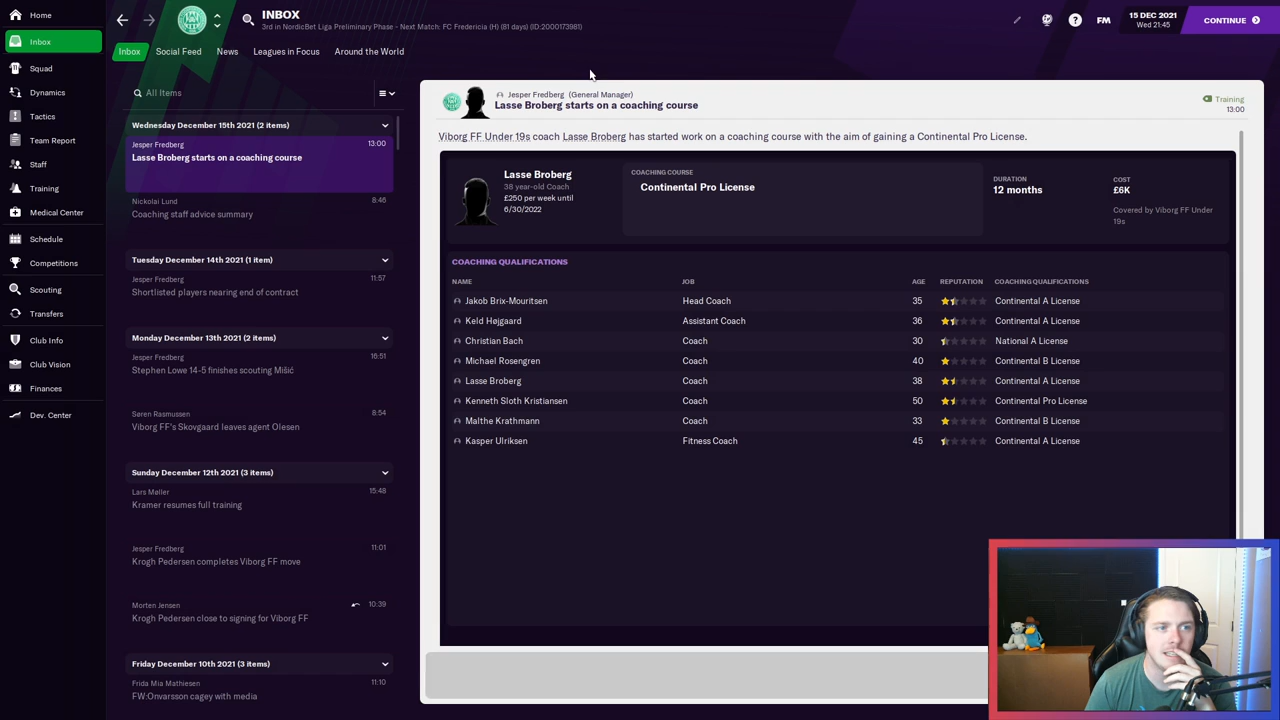 Home
Inbox
Squad
Dynamics
Tactics
Team Report
Staff
Training
Medical Center
Schedule
Competitions
Scouting
Transfers
Club Info
Club Vision
Finances
Dev. Center
INBOX
3rd in NordicBet Liga Preliminary Phase - Next Match: FC Fredericia (H) (81 days) (ID:2000173981)
FM
15 DEC 2021
Wed 21:45
CONTINUE
Inbox Social Feed News Leagues in Focus Around the World
All Items
Wednesday December 15th 2021 (2 items)
Jesper Fredberg 13:00
Lasse Broberg starts on a coaching course
Nickolai Lund 8:46
Coaching staff advice summary
Tuesday December 14th 2021 (1 item)
Jesper Fredberg 11:57
Shortlisted players nearing end of contract
Monday December 13th 2021 (2 items)
Jesper Fredberg 16:51
Stephen Lowe 14-5 finishes scouting Mišić
Søren Rasmussen 8:54
Viborg FF's Skovgaard leaves agent Olesen
Sunday December 12th 2021 (3 items)
Lars Møller 15:48
Kramer resumes full training
Jesper Fredberg 11:01
Krogh Pedersen completes Viborg FF move
Morten Jensen 10:39
Krogh Pedersen close to signing for Viborg FF
Friday December 10th 2021 (3 items)
Frida Mia Mathiesen 11:10
FW:Onvarsson cagey with media
Jesper Fredberg (General Manager)
Lasse Broberg starts on a coaching course
Training
13:00
Viborg FF Under 19s coach Lasse Broberg has started work on a coaching course with the aim of gaining a Continental Pro License.
Lasse Broberg
38 year-old Coach
£250 per week until
6/30/2022
COACHING COURSE
Continental Pro License
DURATION
12 months
COST
£6K
Covered by Viborg FF Under
19s
COACHING QUALIFICATIONS
NAME JOB AGE REPUTATION COACHING QUALIFICATIONS
Jakob Brix-Mouritsen Head Coach 35 Continental A License
Keld Højgaard Assistant Coach 36 Continental A License
Christian Bach Coach 30 National A License
Michael Rosengren Coach 40 Continental B License
Lasse Broberg Coach 38 Continental A License
Kenneth Sloth Kristiansen Coach 50 Continental Pro License
Malthe Krathmann Coach 33 Continental B License
Kasper Ulriksen Fitness Coach 45 Continental A License